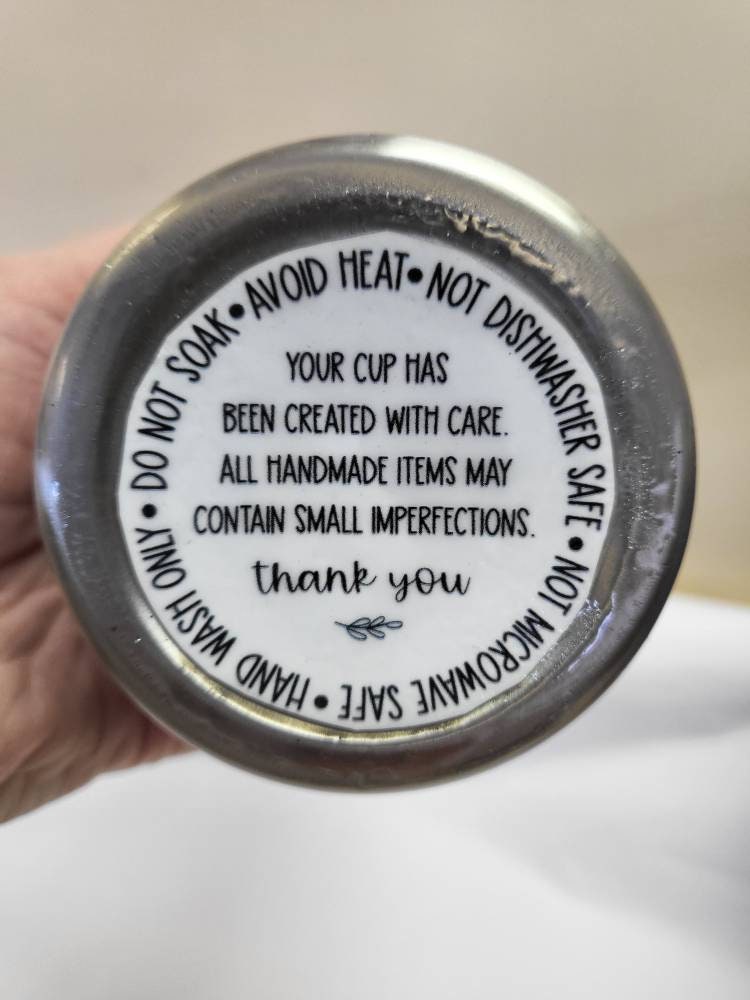 AVOID HEAT • NOT DISHWASHER SAFE • NOT MICROWAVE SAFE • HAND WASH ONLY • DO NOT SOAK •
YOUR CUP HAS
BEEN CREATED WITH CARE.
ALL HANDMADE ITEMS MAY
CONTAIN SMALL IMPERFECTIONS.
thank you